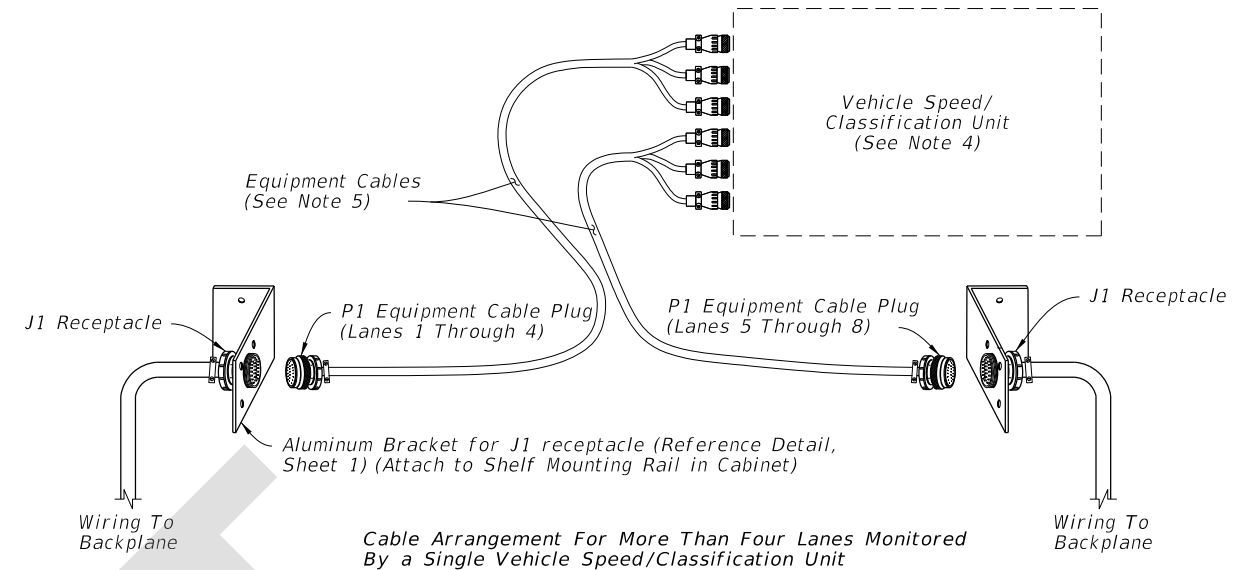 Vehicle Speed/
Classification Unit
(See Note 4)
Equipment Cables
(See Note 5)
J1 Receptacle
P1 Equipment Cable Plug
(Lanes 1 Through 4)
P1 Equipment Cable Plug
(Lanes 5 Through 8)
J1 Receptacle
Aluminum Bracket for J1 receptacle (Reference Detail,
Sheet 1) (Attach to Shelf Mounting Rail in Cabinet)
Wiring To
Backplane
Wiring To
Backplane
Cable Arrangement For More Than Four Lanes Monitored
By a Single Vehicle Speed/Classification Unit